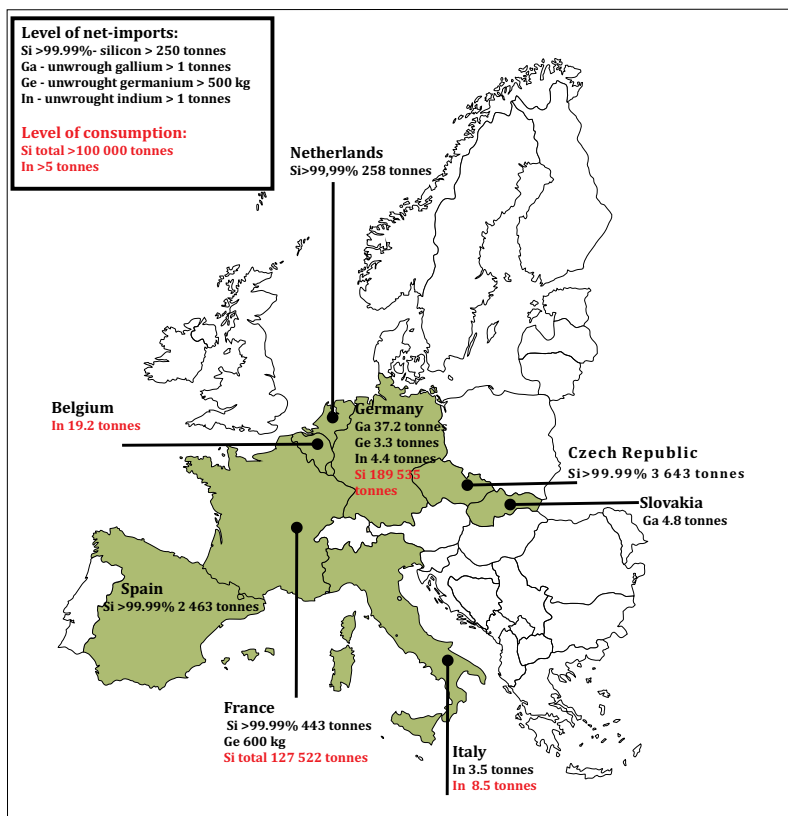 Level of net-imports:
Si >99.99%- silicon > 250 tonnes
Ga - unwrough gallium > 1 tonnes
Ge - unwrought germanium > 500 kg
In - unwrought indium > 1 tonnes
Level of consumption:
Si total >100 000 tonnes
In >5 tonnes
Netherlands
Si>99,99% 258 tonnes
Belgium
In 19.2 tonnes
Germany
Ga 37.2 tonnes
Ge 3.3 tonnes
In 4.4 tonnes
Si 189 535
tonnes
Czech Republic
Si>99.99% 3 643 tonnes
Slovakia
Ga 4.8 tonnes
Spain
Si >99.99% 2 463 tonnes
France
Si >99.99% 443 tonnes
Ge 600 kg
Si total 127 522 tonnes
Italy
In 3.5 tonnes
In 8.5 tonnes